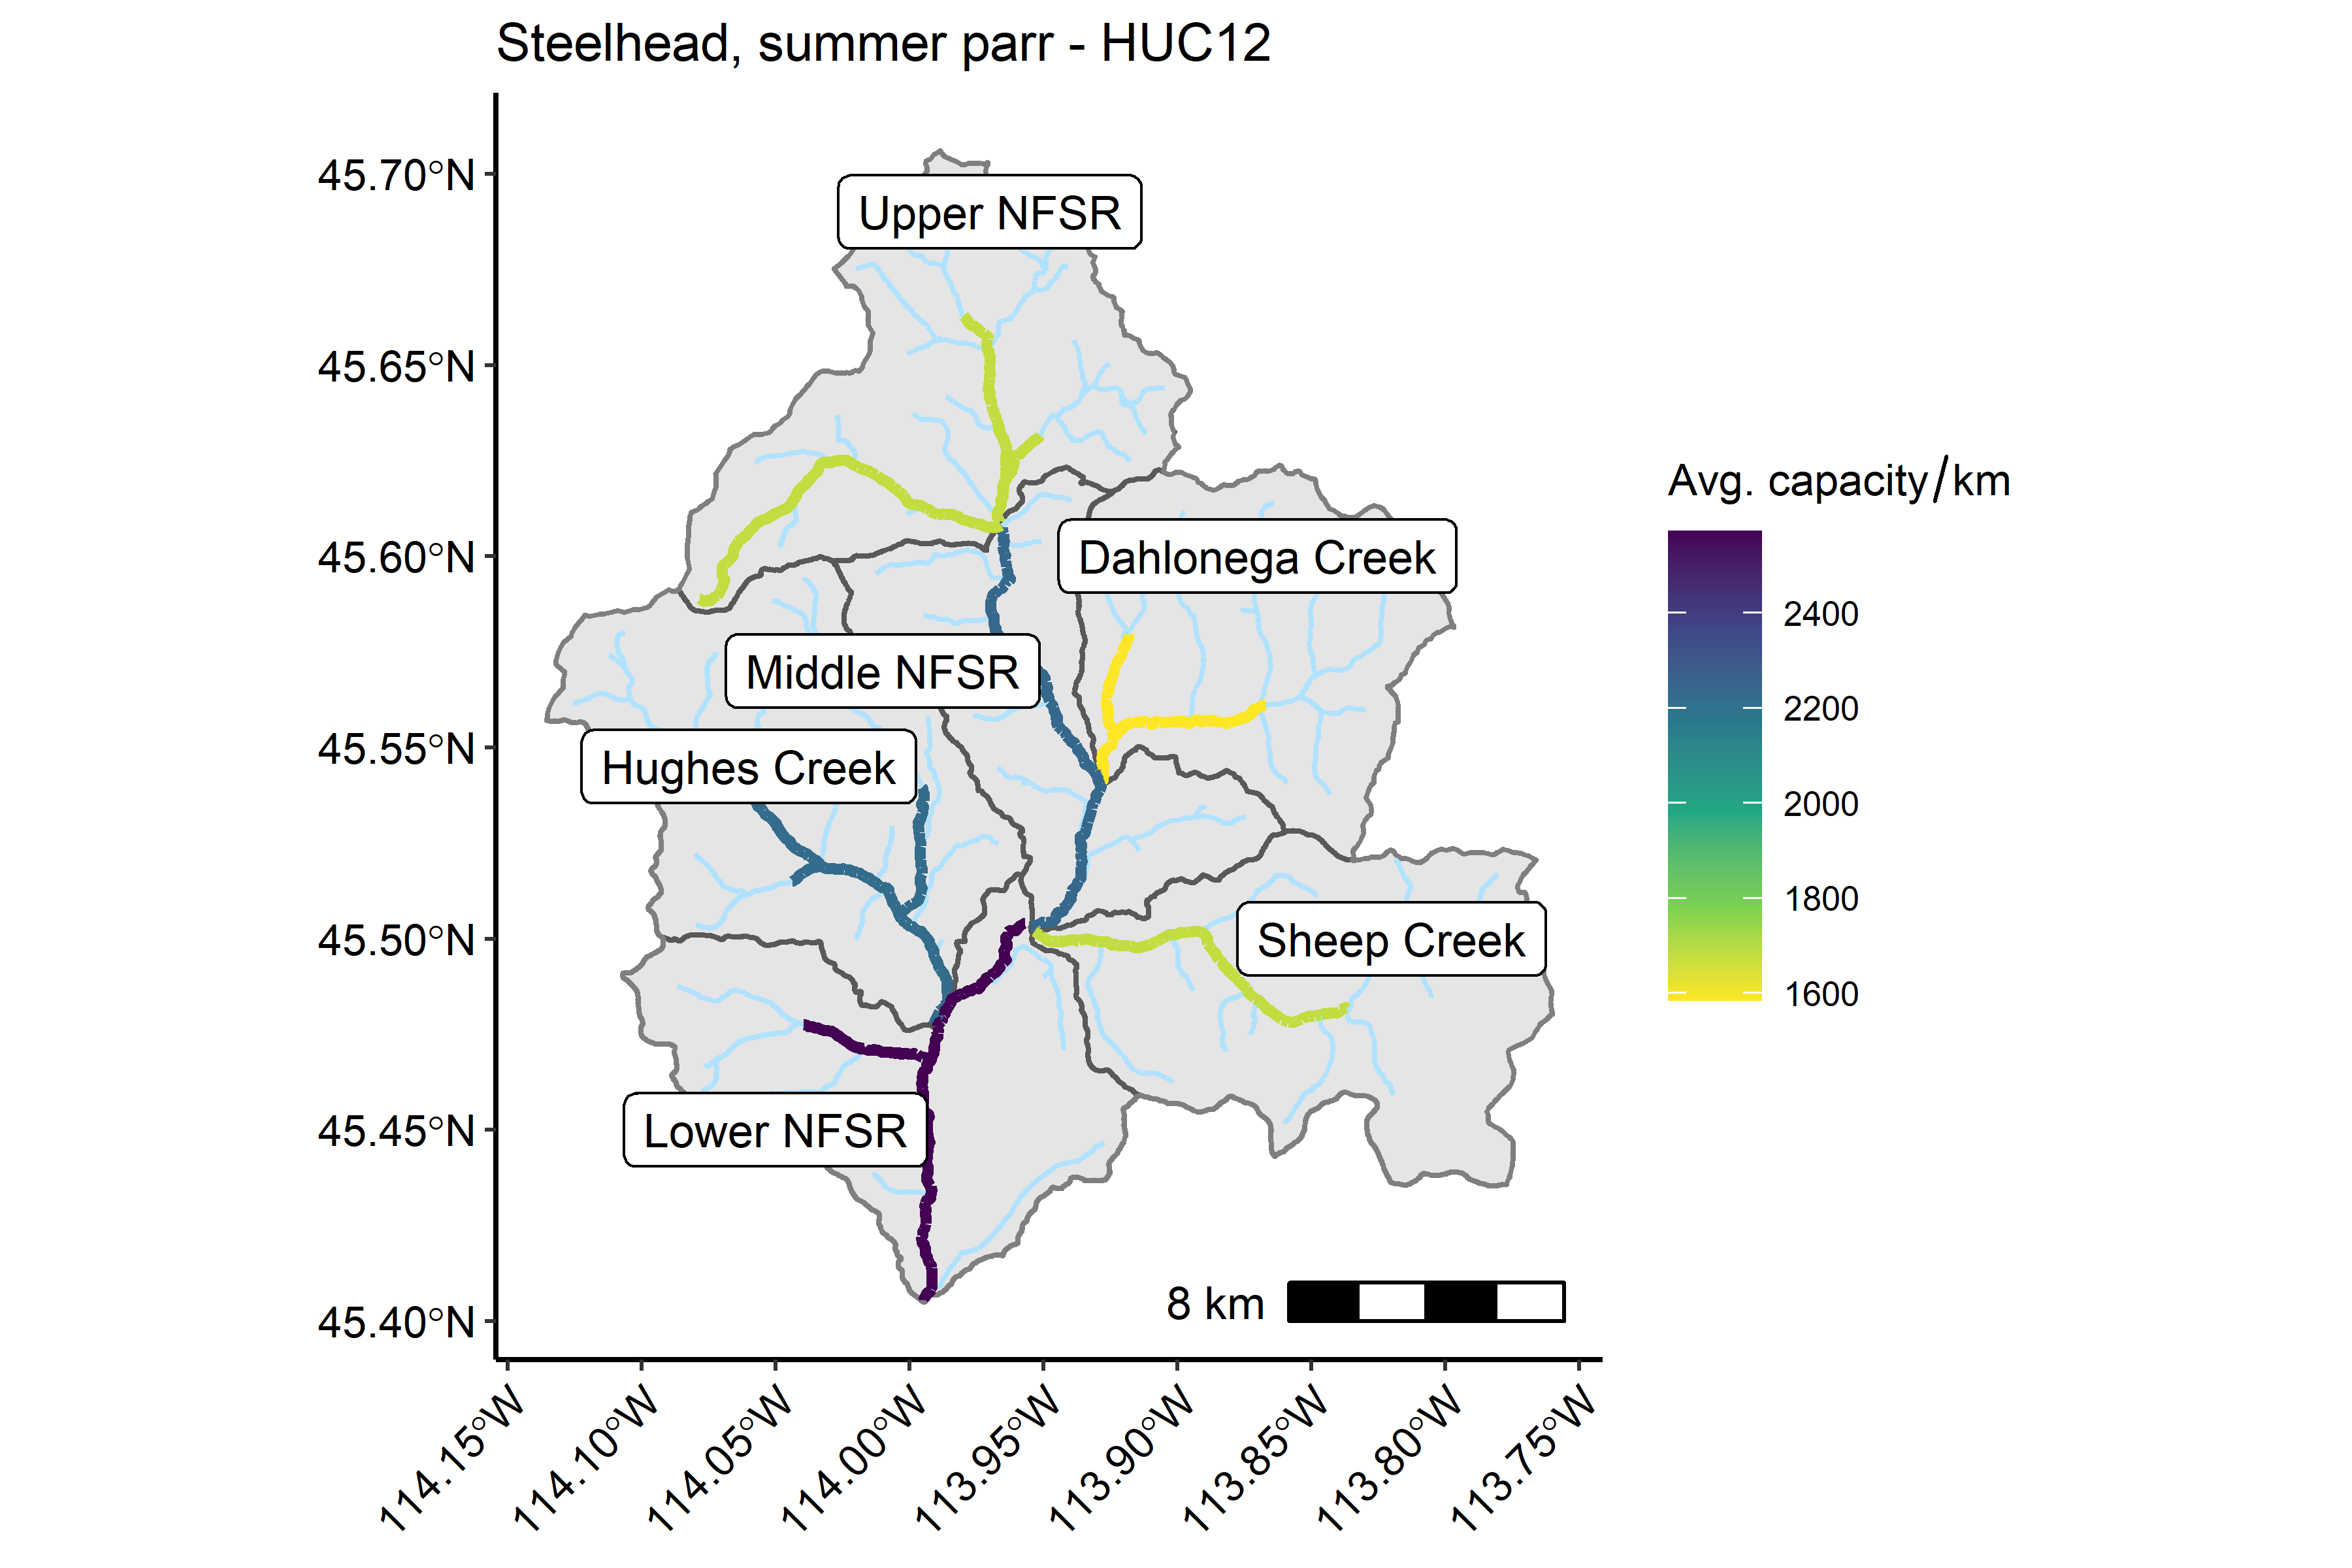 Steelhead, summer parr - HUC12
45.70°N
45.65°N
45.60°N
45.55°N
45.50°N
45.45°N
45.40°N
Upper NFSR
Dahlonega Creek
Middle NFSR
Hughes Creek
Sheep Creek
Lower NFSR
8 km
114.15°W
114.10°W
114.05°W
114.00°W
113.95°W
113.90°W
113.85°W
113.80°W
113.75°W
Avg. capacity/km
2400
2200
2000
1800
1600